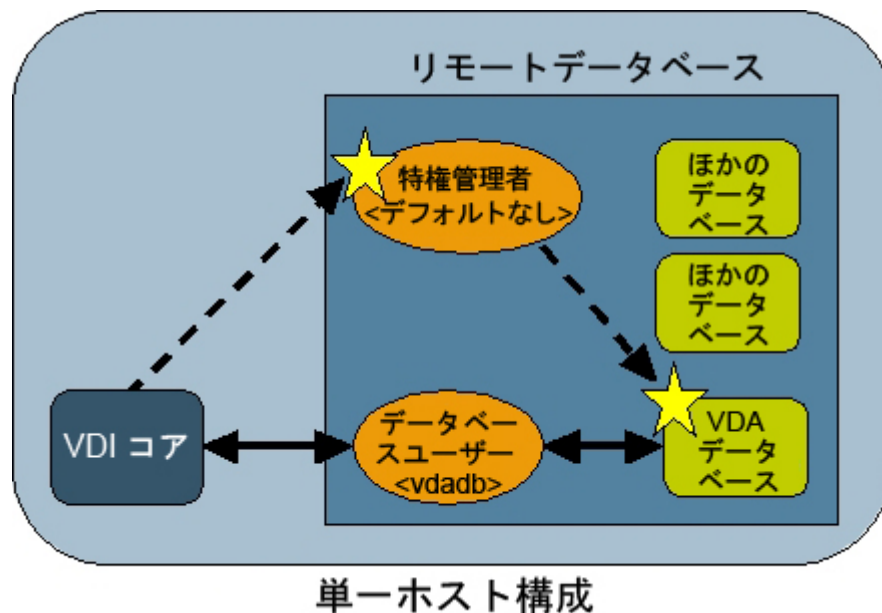 リモートデータベース
特権管理者
<デフォルトなし>
ほかの
データ
ベース
ほかの
データ
ベース
VDI コア
データベー
スユーザー
<vdadb>
VDA
データ
ベース
単一ホスト構成